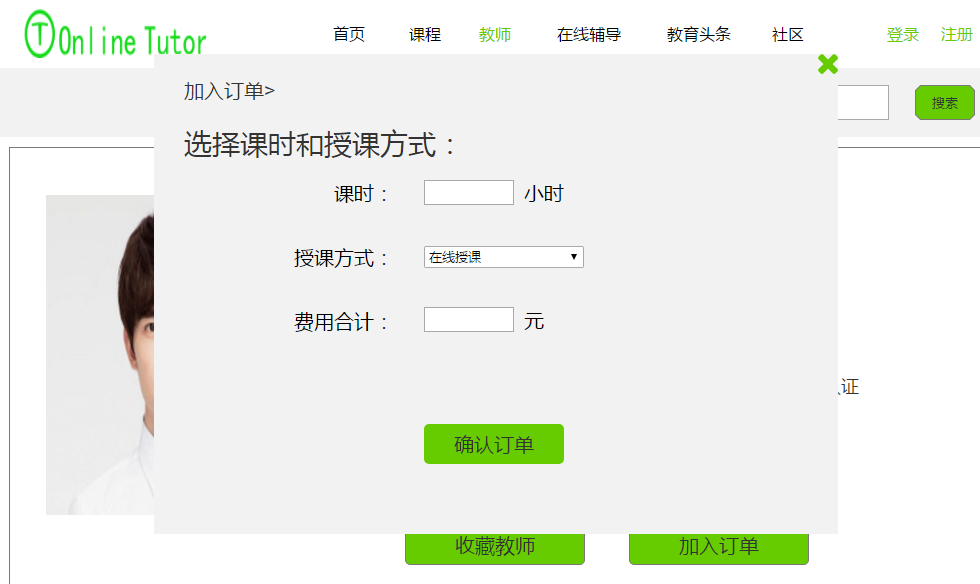 Online Tutor
首页 课程 教师 在线辅导 教育头条 社区 登录 注册
搜索
加入订单>
选择课时和授课方式：
课时： 小时
授课方式： 在线授课
费用合计： 元
证
确认订单
收藏教师 加入订单